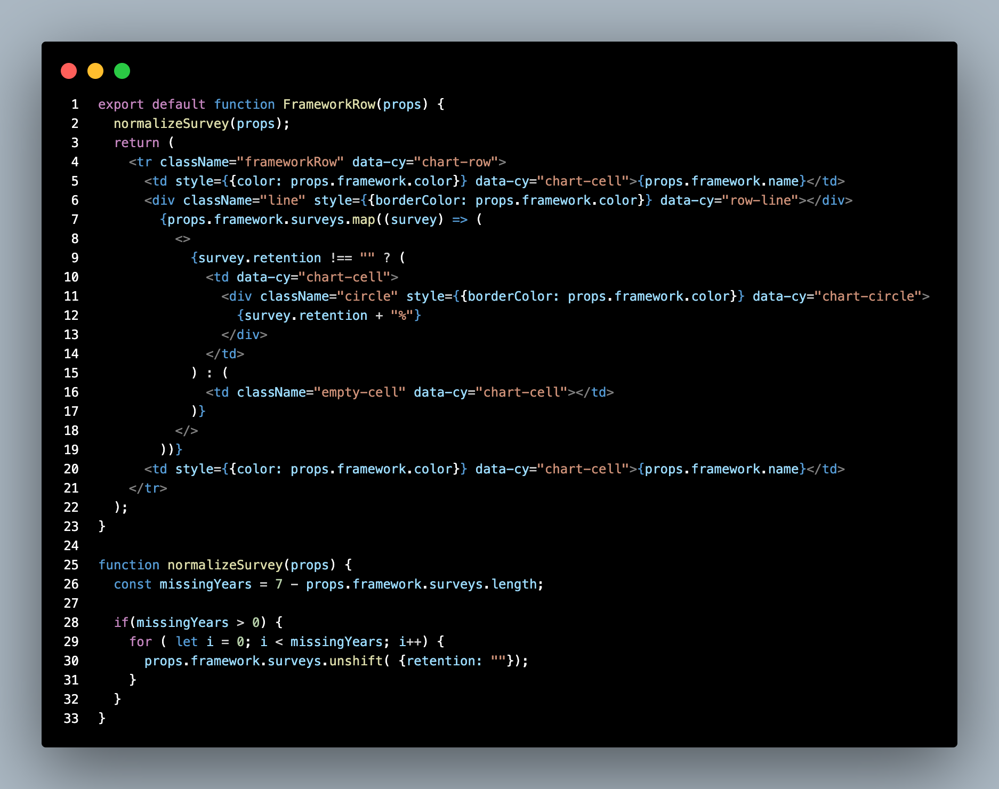 1 export default function FrameworkRow(props) {
2   normalizeSurvey(props);
3   return (
4     <tr className="frameworkRow" data-cy="chart-row">
5       <td style={{color: props.framework.color}} data-cy="chart-cell">{props.framework.name}</td>
6       <div className="line" style={{borderColor: props.framework.color}} data-cy="row-line"></div>
7         {props.framework.surveys.map((survey) => (
8           <>
9             {survey.retention !== "" ? (
10               <td data-cy="chart-cell">
11                 <div className="circle" style={{borderColor: props.framework.color}} data-cy="chart-circle">
12                   {survey.retention + "%"}
13                 </div>
14               </td>
15             ) : (
16               <td className="empty-cell" data-cy="chart-cell"></td>
17             )}
18           </>
19         ))}
20       <td style={{color: props.framework.color}} data-cy="chart-cell">{props.framework.name}</td>
21     </tr>
22   );
23 }
24
25 function normalizeSurvey(props) {
26   const missingYears = 7 - props.framework.surveys.length;
27
28   if(missingYears > 0) {
29     for ( let i = 0; i < missingYears; i++) {
30       props.framework.surveys.unshift( {retention: ""});
31     }
32   }
33 }